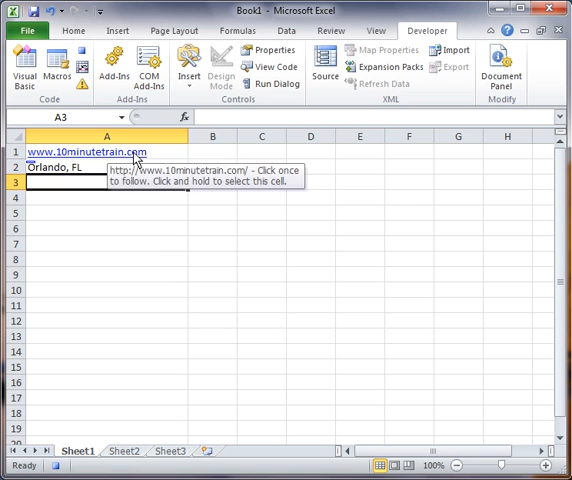 Book1 - Microsoft Excel
File Home Insert Page Layout Formulas Data Review View Developer
Visual Basic
Macros
Add-Ins
COM Add-Ins
Insert
Design Mode
Properties
View Code
Run Dialog
Source
Map Properties
Expansion Packs
Refresh Data
Import
Export
Document Panel
Code Add-Ins Controls XML Modify
A3 fx
A B C D E F G H
1 www.10minutetrain.com
2 Orlando, FL
http://www.10minutetrain.com/ - Click once
to follow. Click and hold to select this cell.
3
4
5
6
7
8
9
10
11
12
13
14
15
16
17
18
19
20
Sheet1 Sheet2 Sheet3
Ready 100%